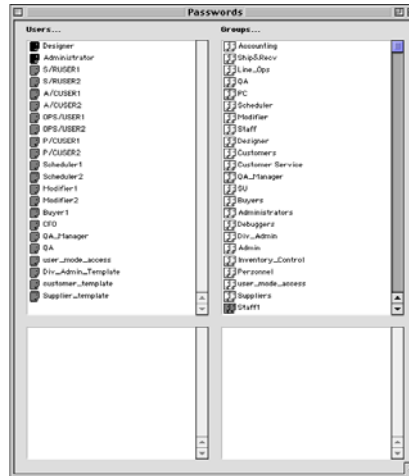 Passwords
Users...
Designer
Administrator
S/RUSER1
S/RUSER2
A/CUSER1
A/CUSER2
OPS/USER1
OPS/USER2
P/CUSER1
P/CUSER2
Scheduler1
Scheduler2
Modifier1
Modifier2
Buyer1
CFO
QA_Manager
QA
user_mode_access
Div_Admin_Template
customer_template
Supplier_template
Groups...
Accounting
Ship&Recv
Line_Ops
QA
PC
Scheduler
Modifier
Staff
Designer
Customers
Customer Service
QA_Manager
SU
Buyers
Administrators
Debuggers
Div_Admin
Admin
Inventory_Control
Personnel
user_mode_access
Suppliers
Staff1